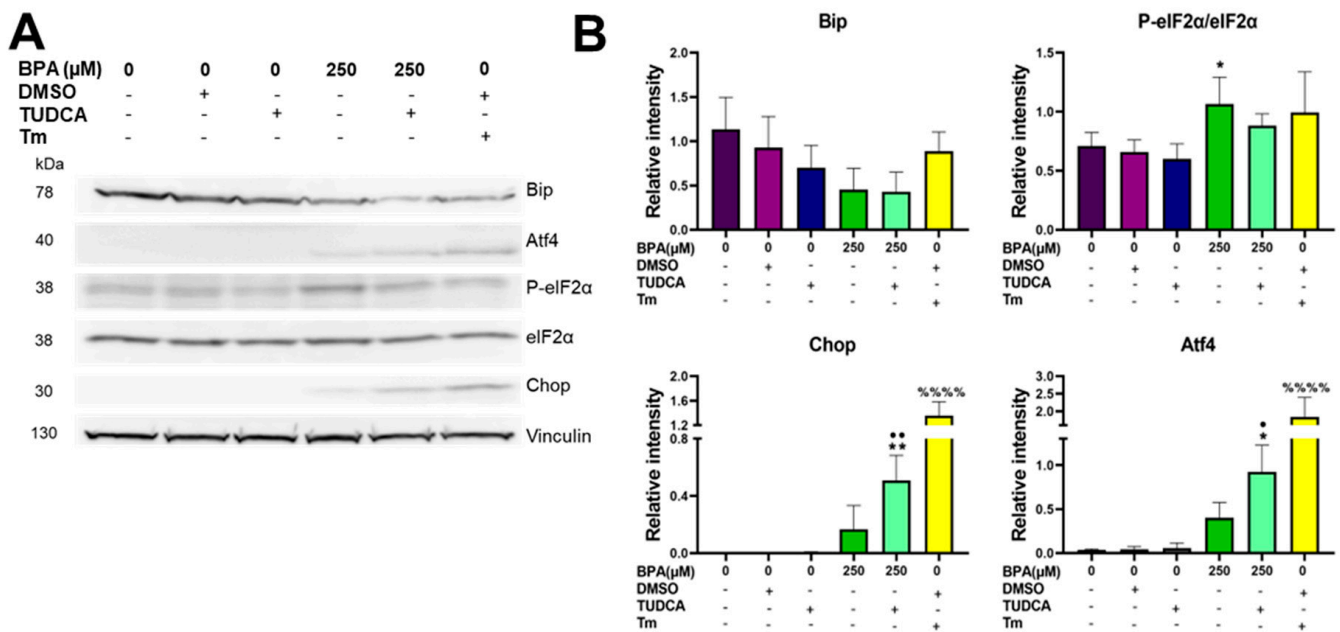 A
BPA (µM) 0 0 0 250 250 0
DMSO - + - - - +
TUDCA - - + - + -
Tm - - - - - +
kDa
78 Bip
40 Atf4
38 P-eIF2α
38 eIF2α
30 Chop
130 Vinculin
B
Bip
Relative intensity
2.0
1.5
1.0
0.5
0.0
BPA(µM) 0 0 0 250 250 0
DMSO - + - - - +
TUDCA - - + - + -
Tm - - - - - +
P-eIF2α/eIF2α
Relative intensity
1.5
1.0
0.5
0.0
*
BPA(µM) 0 0 0 250 250 0
DMSO - + - - - +
TUDCA - - + - + -
Tm - - - - - +
Chop
Relative intensity
2.0
1.6
1.2
0.8
0.4
0.0
%%%%
••
**
BPA(µM) 0 0 0 250 250 0
DMSO - + - - - +
TUDCA - - + - + -
Tm - - - - - +
Atf4
Relative intensity
3.0
2.5
2.0
1.0
0.5
0.0
%%%%
•
*
BPA(µM) 0 0 0 250 250 0
DMSO - + - - - +
TUDCA - - + - + -
Tm - - - - - +